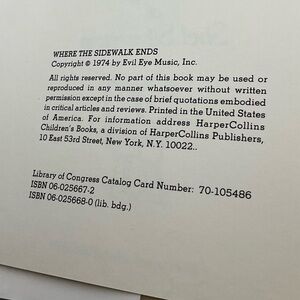 WHERE THE SIDEWALK ENDS
Copyright © 1974 by Evil Eye Music, Inc.
All rights reserved. No part of this book may be used or
reproduced in any manner whatsoever without written
permission except in the case of brief quotations embodied
in critical articles and reviews. Printed in the United States
of America. For information address HarperCollins
Children's Books, a division of HarperCollins Publishers,
10 East 53rd Street, New York, N.Y. 10022..
Library of Congress Catalog Card Number: 70-105486
ISBN 06-025667-2
ISBN 06-025668-0 (lib. bdg.)